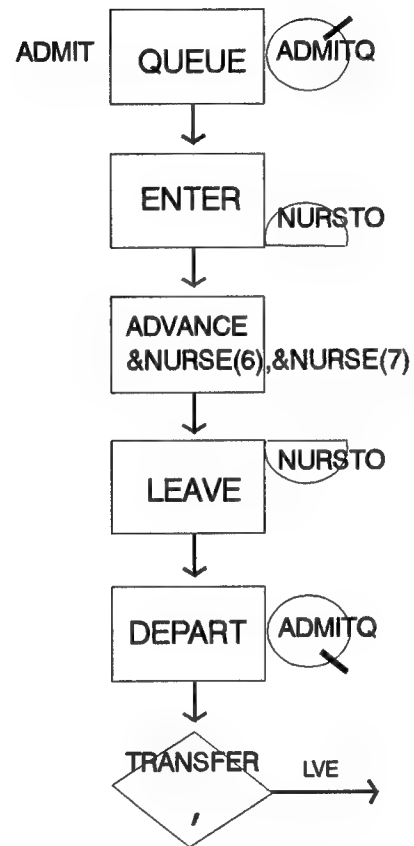 ADMIT QUEUE ADMITQ
ENTER NURSTO
ADVANCE
&NURSE(6),&NURSE(7)
LEAVE NURSTO
DEPART ADMITQ
TRANSFER LVE
,